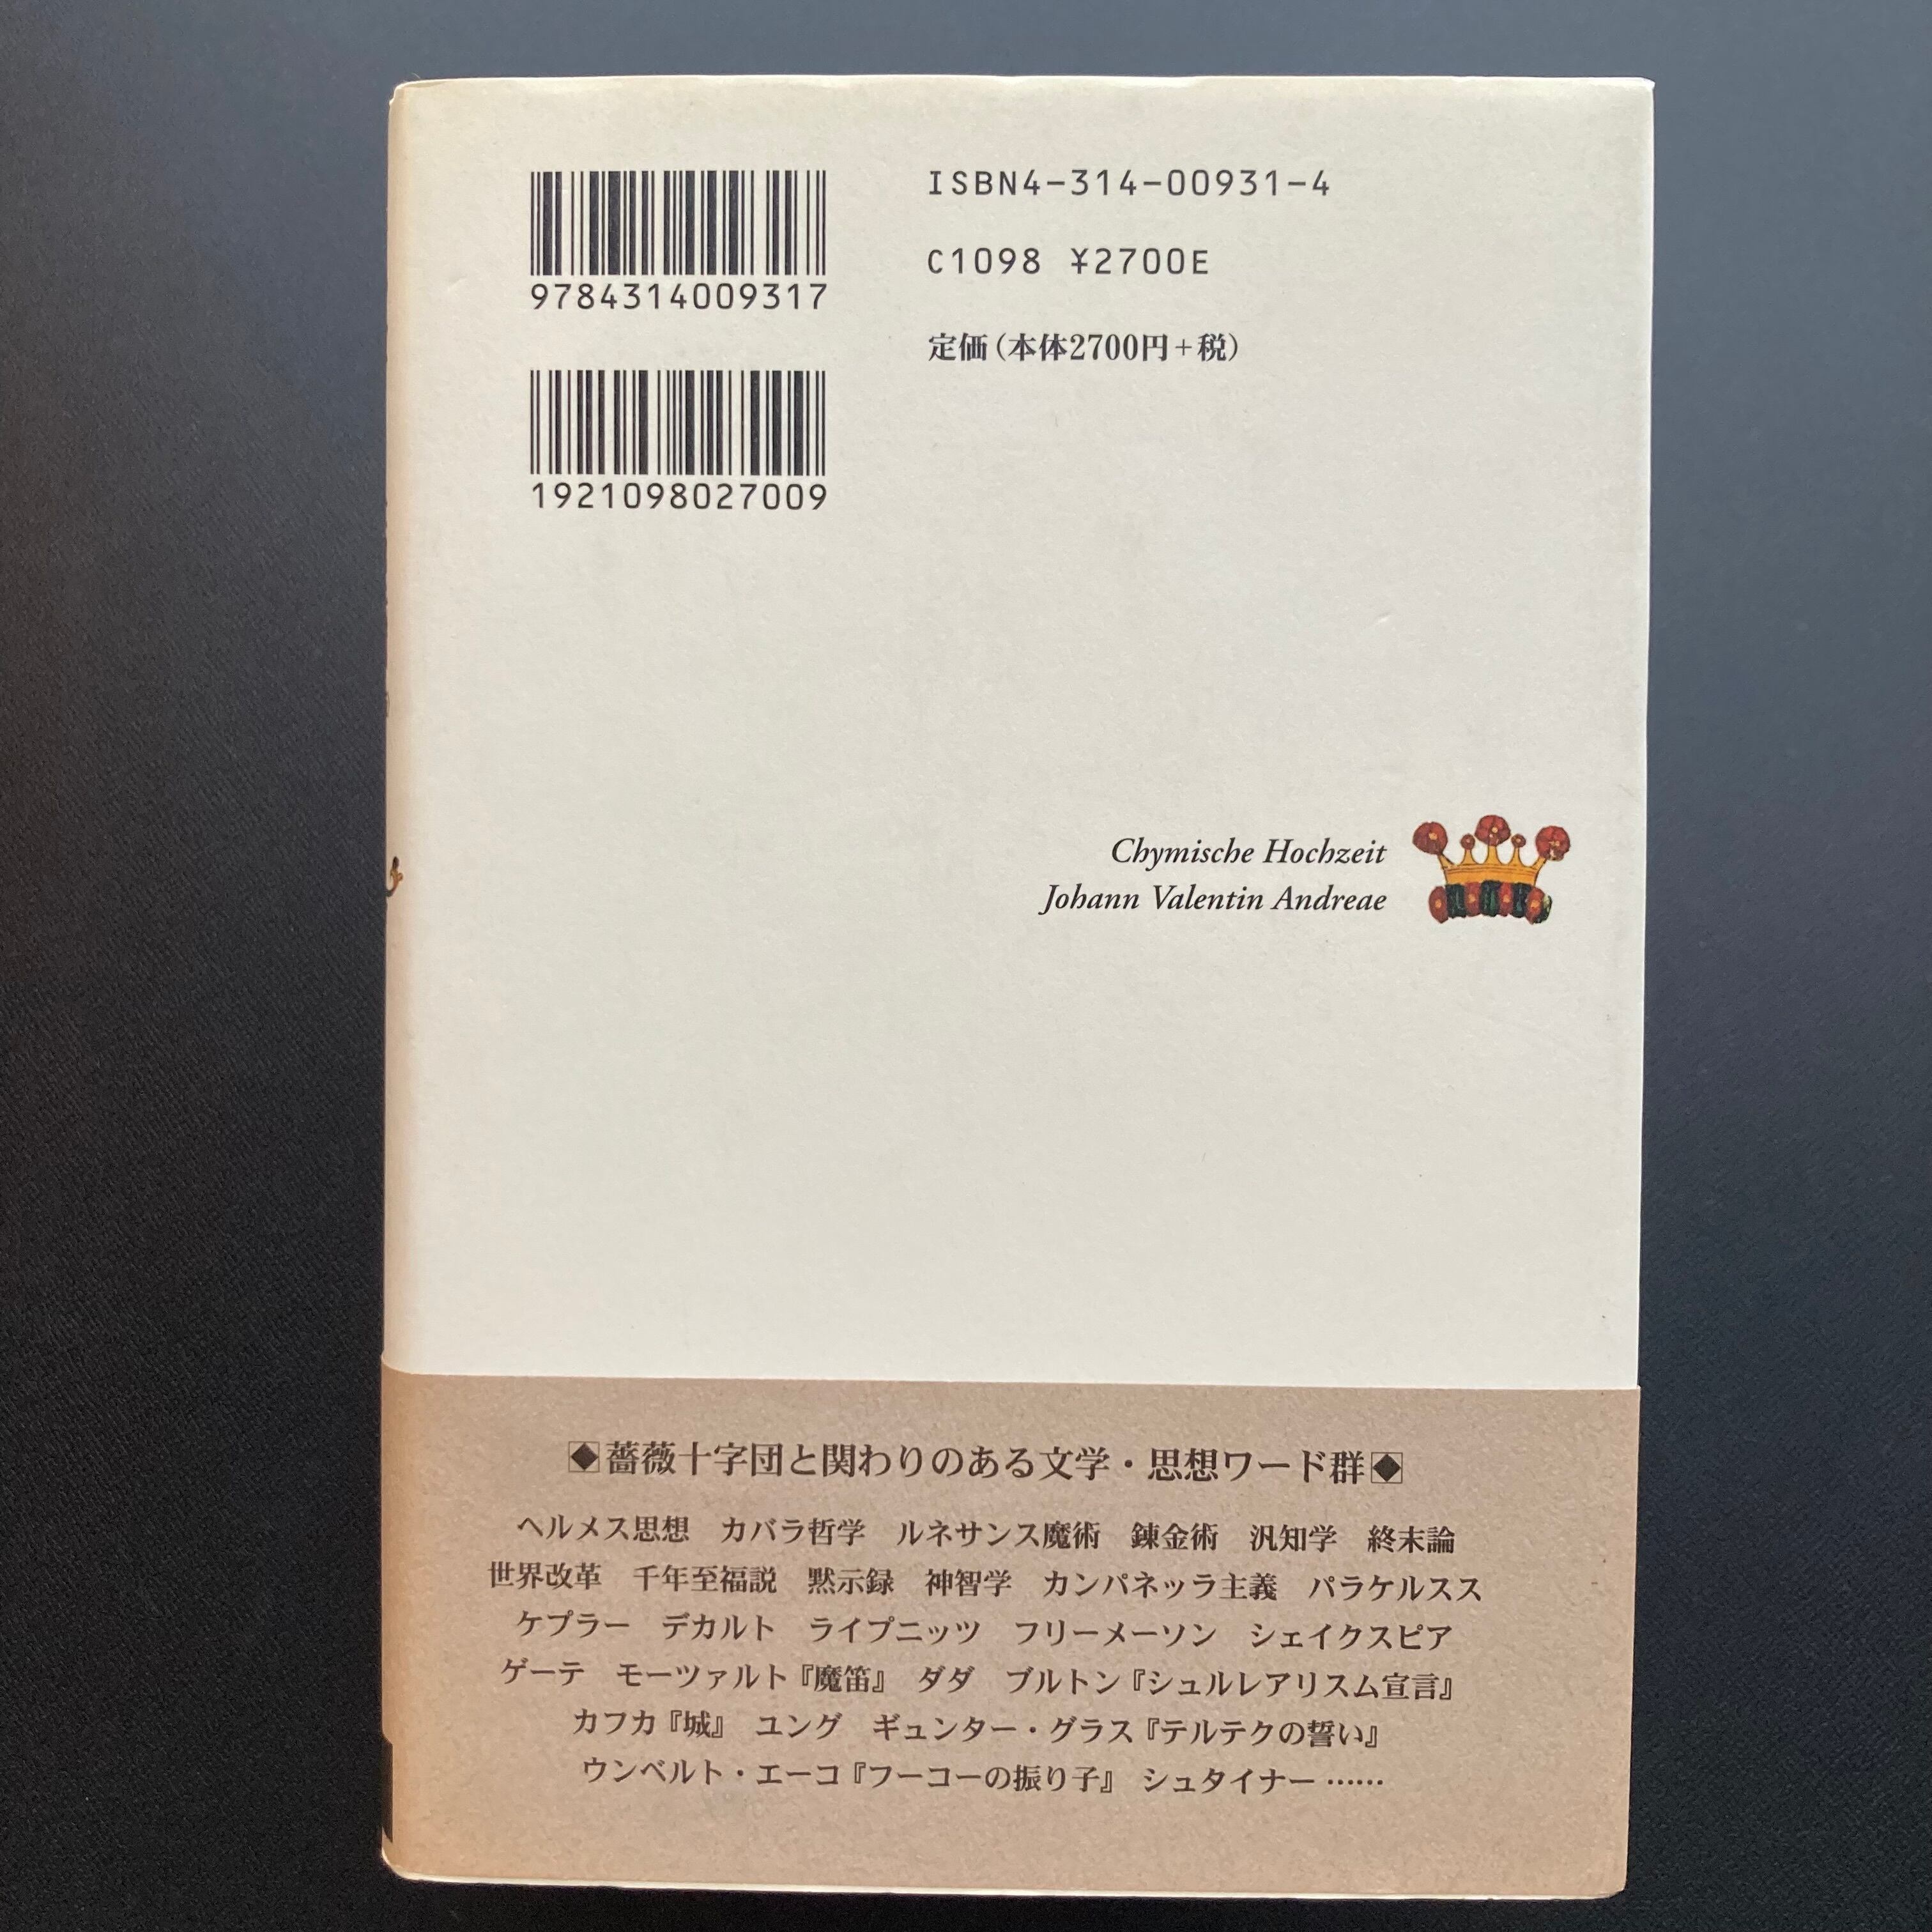 9784314009317
1921098027009
ISBN4-314-00931-4
C1098 ¥2700E
定価(本体2700円+税)
Chymische Hochzeit
Johann Valentin Andreae
◆薔薇十字団と関わりのある文学・思想ワード群◆
ヘルメス思想　カバラ哲学　ルネサンス魔術　錬金術　汎知学　終末論
世界改革　千年至福説　黙示録　神智学　カンパネッラ主義　パラケルスス
ケプラー　デカルト　ライプニッツ　フリーメーソン　シェイクスピア
ゲーテ　モーツァルト『魔笛』　ダダ　ブルトン『シュルレアリスム宣言』
カフカ『城』　ユング　ギュンター・グラス『テルテクの誓い』
ウンベルト・エーコ『フーコーの振り子』　シュタイナー……